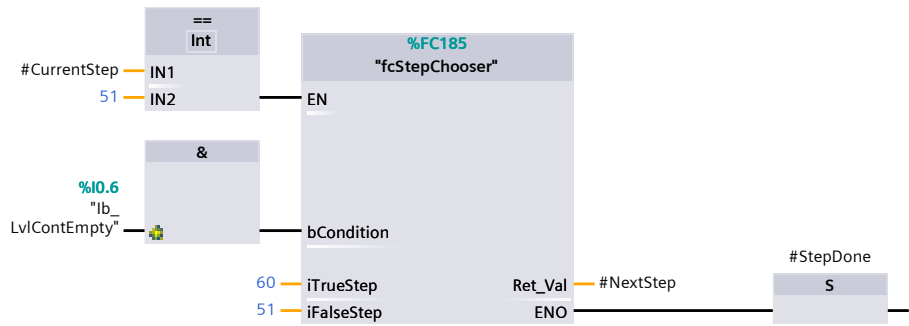 ==
Int
#CurrentStep
IN1
51
IN2
%FC185
"fcStepChooser"
EN
&
%I0.6
"Ib_
LvlContEmpty"
bCondition
60
iTrueStep
51
iFalseStep
Ret_Val
#NextStep
ENO
#StepDone
S